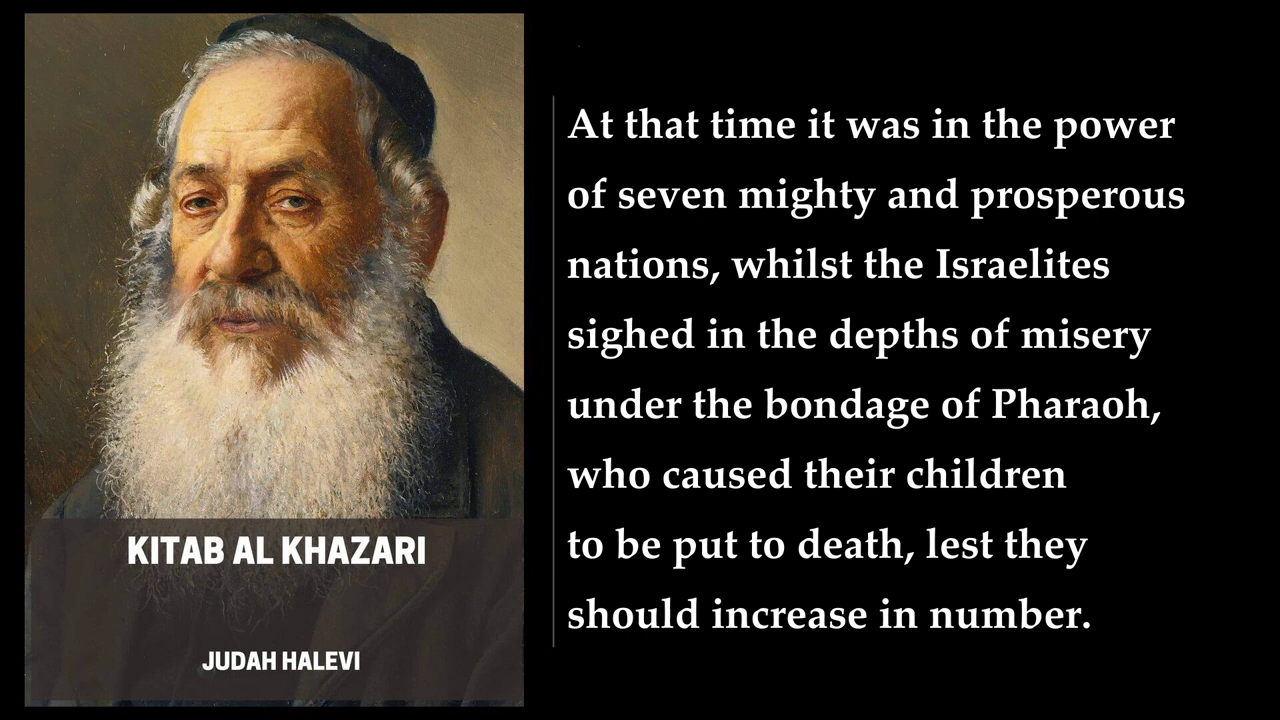 KITAB AL KHAZARI
JUDAH HALEVI
At that time it was in the power
of seven mighty and prosperous
nations, whilst the Israelites
sighed in the depths of misery
under the bondage of Pharaoh,
who caused their children
to be put to death, lest they
should increase in number.